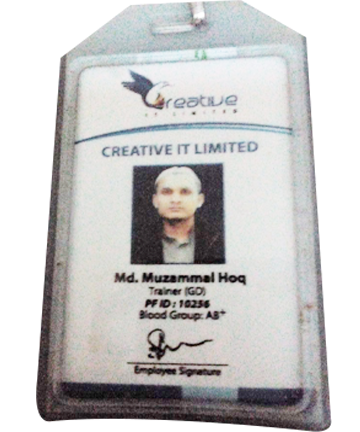 Creative
IT LIMITED
CREATIVE IT LIMITED
Md. Muzammal Hoq
Trainer (GD)
PF ID : 10256
Blood Group: AB+
Employee Signature